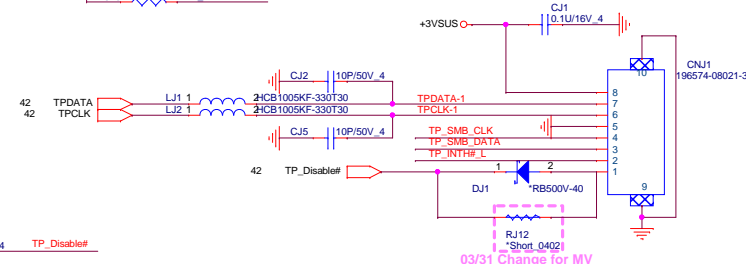 CJ1
+3VSUS
0.1U/16V_4
CNJ1
196574-08021-3
10
CJ2
10P/50V_4
8
42 TPDATA LJ1 1 2 HCB1005KF-330T30 TPDATA-1 7
42 TPCLK LJ2 1 2 HCB1005KF-330T30 TPCLK-1 6
5
CJ5 10P/50V_4 TP_SMB_CLK 4
TP_SMB_DATA 3
TP_INTH#_L 2
42 TP_Disable# 1 2 1
DJ1 *RB500V-40
9
RJ12
4 TP_Disable#
*Short_0402
03/31 Change for MV